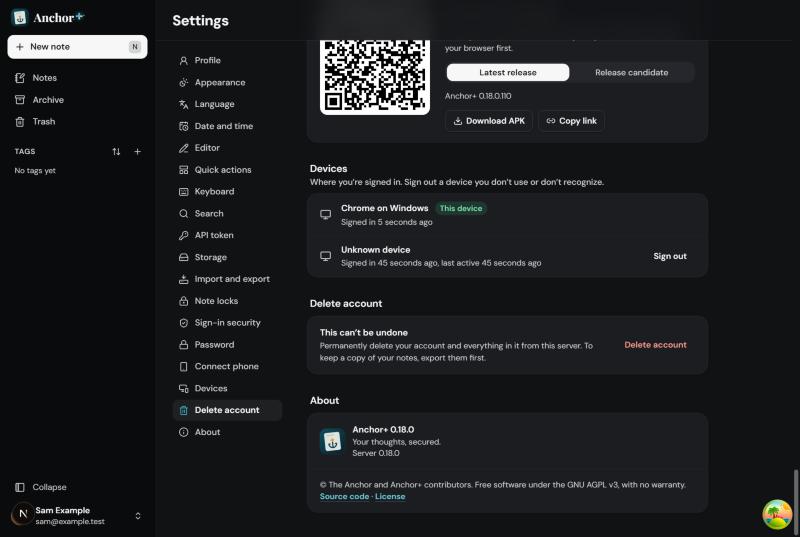 Anchor+
New note
N
Notes
Archive
Trash
TAGS
No tags yet
Collapse
N
Sam Example
sam@example.test
Settings
Profile
Appearance
Language
Date and time
Editor
Quick actions
Keyboard
Search
API token
Storage
Import and export
Note locks
Sign-in security
Password
Connect phone
Devices
Delete account
About
your browser first.
Latest release
Release candidate
Anchor+ 0.18.0.110
Download APK
Copy link
Devices
Where you’re signed in. Sign out a device you don’t use or don’t recognize.
Chrome on Windows
This device
Signed in 5 seconds ago
Unknown device
Signed in 45 seconds ago, last active 45 seconds ago
Sign out
Delete account
This can’t be undone
Permanently delete your account and everything in it from this server. To
keep a copy of your notes, export them first.
Delete account
About
Anchor+ 0.18.0
Your thoughts, secured.
Server 0.18.0
© The Anchor and Anchor+ contributors. Free software under the GNU AGPL v3, with no warranty.
Source code · License